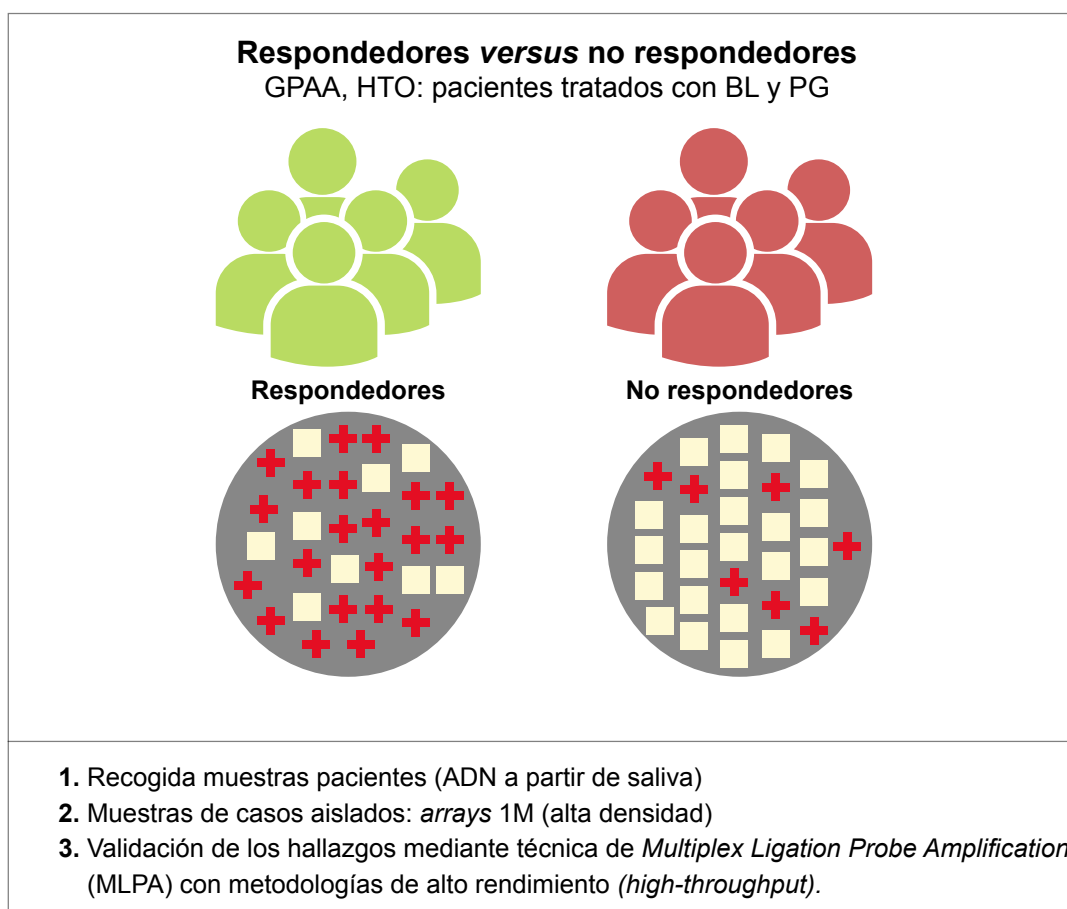 Respondedores versus no respondedores
GPAA, HTO: pacientes tratados con BL y PG
Respondedores
No respondedores
1. Recogida muestras pacientes (ADN a partir de saliva)
2. Muestras de casos aislados: arrays 1M (alta densidad)
3. Validación de los hallazgos mediante técnica de Multiplex Ligation Probe Amplification
(MLPA) con metodologías de alto rendimiento (high-throughput).